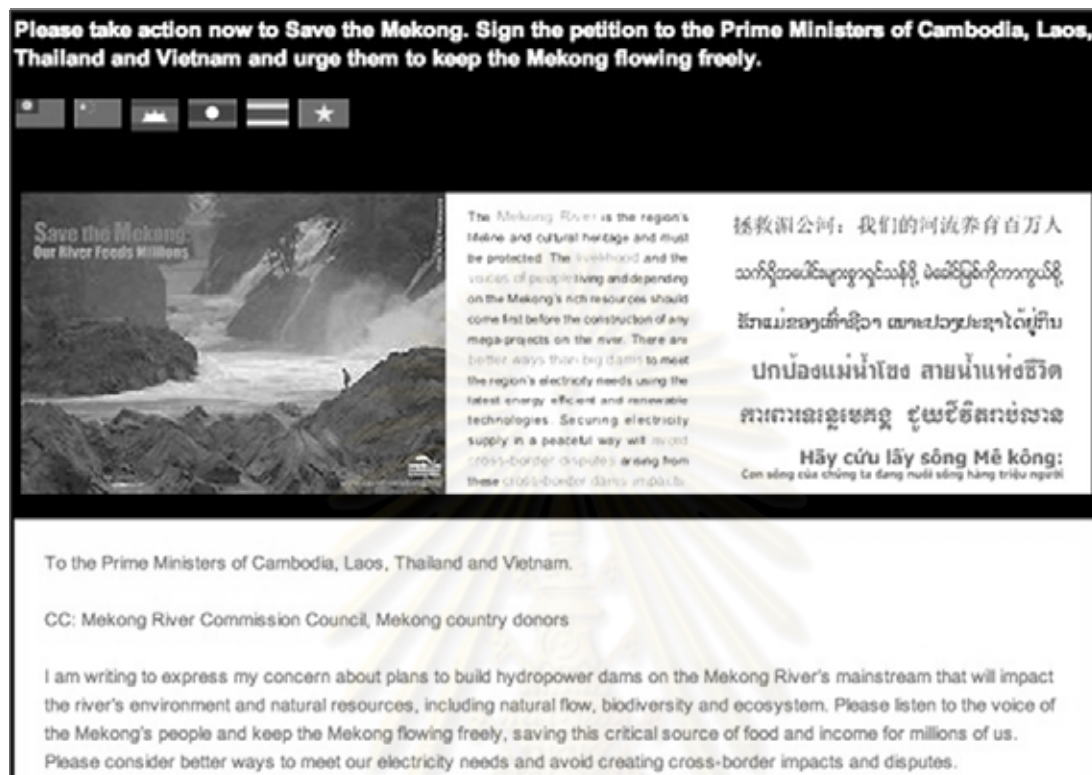 Please take action now to Save the Mekong. Sign the petition to the Prime Ministers of Cambodia, Laos,
Thailand and Vietnam and urge them to keep the Mekong flowing freely.
Save the Mekong:
Our River Feeds Millions
The Mekong River is the region's
lifeline and cultural heritage and must
be protected. The livelihood and the
voices of people living and depending
on the Mekong's rich resources should
come first before the construction of any
mega-projects on the river. There are
better ways than big dams to meet
the region's electricity needs using the
latest energy efficient and renewable
technologies. Securing electricity
supply in a peaceful way will avoid
cross-border disputes arising from
these cross-border dams impacts.
拯救湄公河：我们的河流养育百万人
ปกป้องแม่น้ำโขง สายน้ำแห่งชีวิต
Hãy cứu lấy sông Mê kông:
Con sông của chúng ta đang nuôi sống hàng triệu người
To the Prime Ministers of Cambodia, Laos, Thailand and Vietnam.
CC: Mekong River Commission Council, Mekong country donors
I am writing to express my concern about plans to build hydropower dams on the Mekong River's mainstream that will impact
the river's environment and natural resources, including natural flow, biodiversity and ecosystem. Please listen to the voice of
the Mekong's people and keep the Mekong flowing freely, saving this critical source of food and income for millions of us.
Please consider better ways to meet our electricity needs and avoid creating cross-border impacts and disputes.